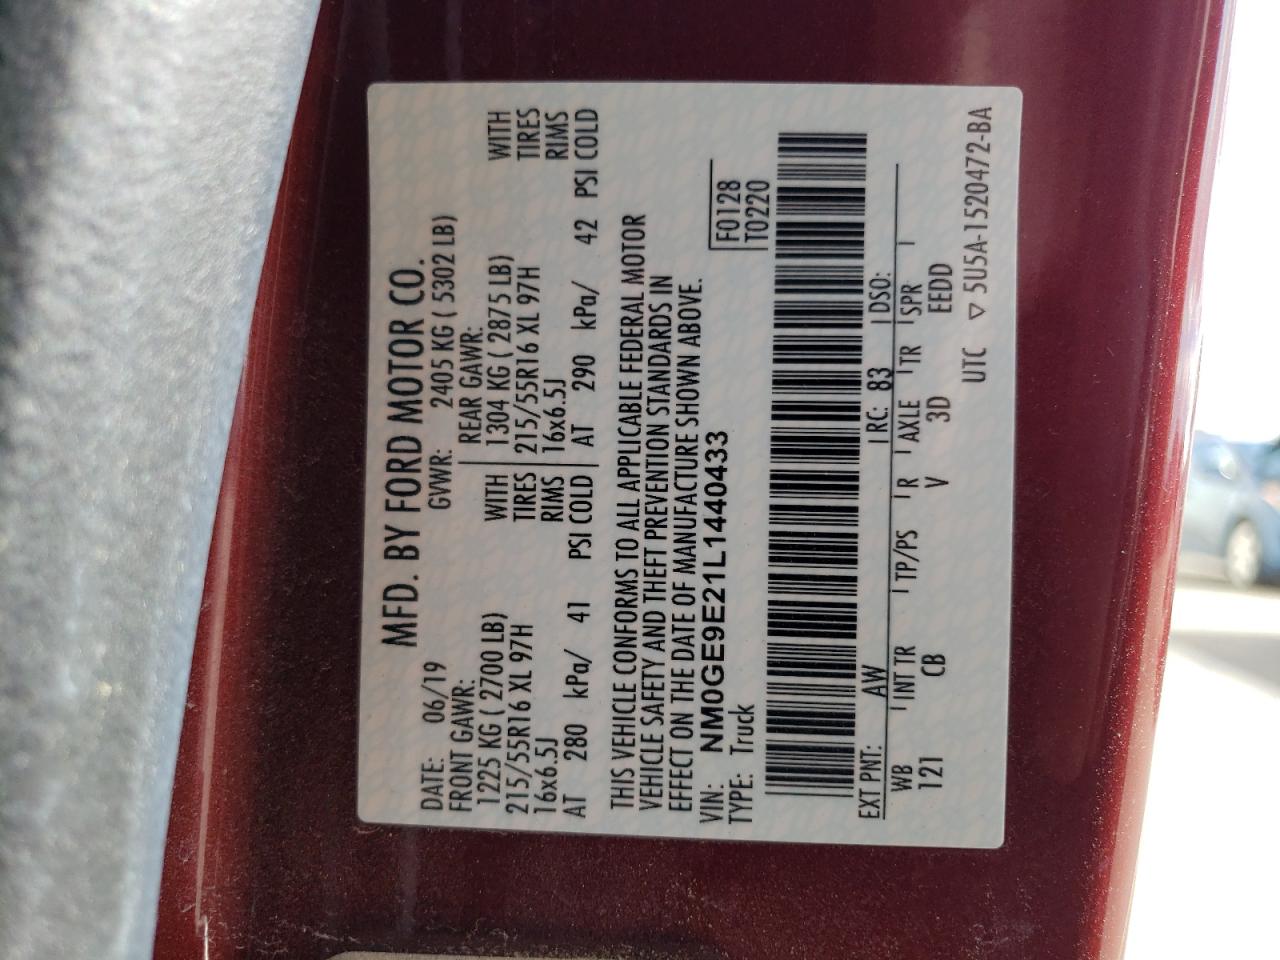 MFD. BY FORD MOTOR CO.
DATE: 06/19 GVWR: 2405 KG ( 5302 LB)
FRONT GAWR: REAR GAWR:
1225 KG ( 2700 LB) WITH 1304 KG ( 2875 LB) WITH
215/55R16 XL 97H TIRES 215/55R16 XL 97H TIRES
16x6.5J RIMS 16x6.5J RIMS
AT 280 kPa/ 41 PSI COLD AT 290 kPa/ 42 PSI COLD
THIS VEHICLE CONFORMS TO ALL APPLICABLE FEDERAL MOTOR
VEHICLE SAFETY AND THEFT PREVENTION STANDARDS IN
EFFECT ON THE DATE OF MANUFACTURE SHOWN ABOVE.
VIN: NM0GE9E21L1440433 F0128
TYPE: Truck T0220
EXT PNT: AW RC: 83 DSO:
WB INT TR TP/PS R AXLE TR SPR
121 CB V 3D EEDD
UTC ▽ 5U5A-1520472-BA